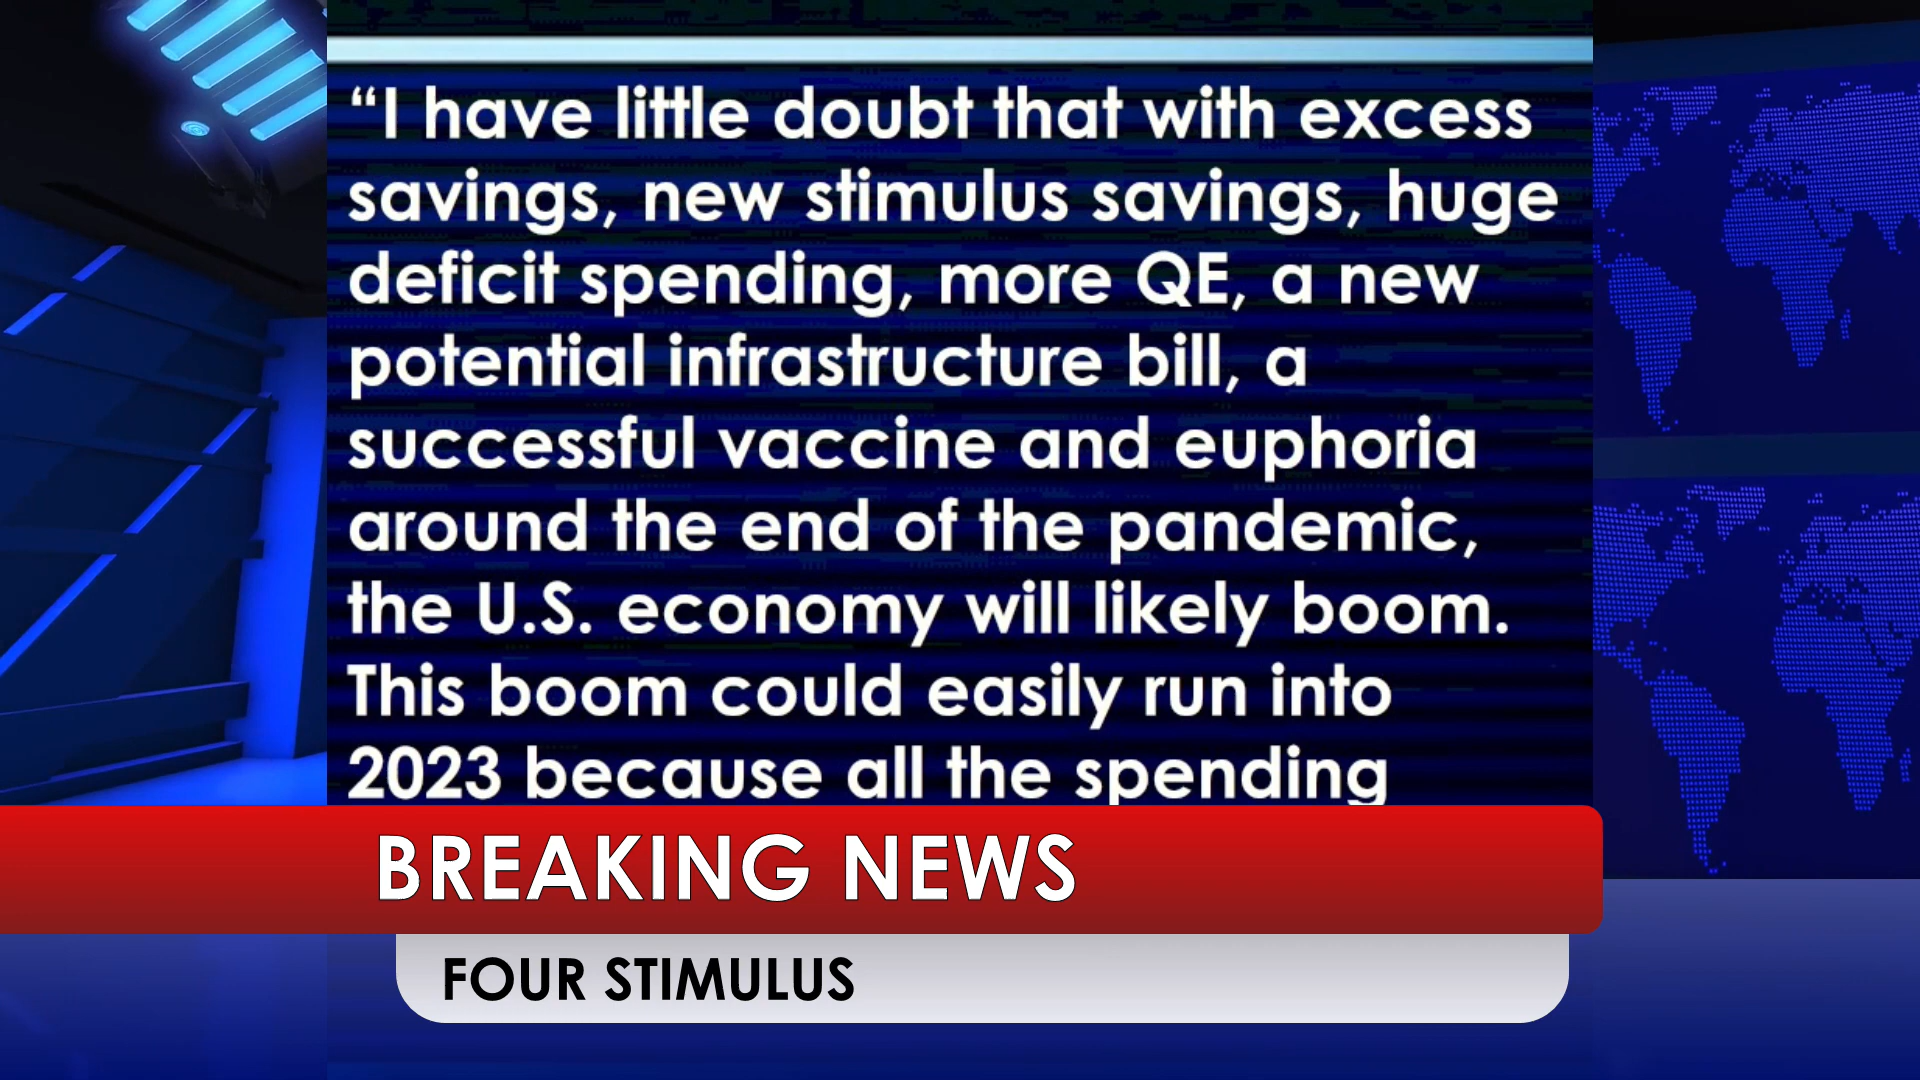 “I have little doubt that with excess
savings, new stimulus savings, huge
deficit spending, more QE, a new
potential infrastructure bill, a
successful vaccine and euphoria
around the end of the pandemic,
the U.S. economy will likely boom.
This boom could easily run into
2023 because all the spending
BREAKING NEWS
FOUR STIMULUS